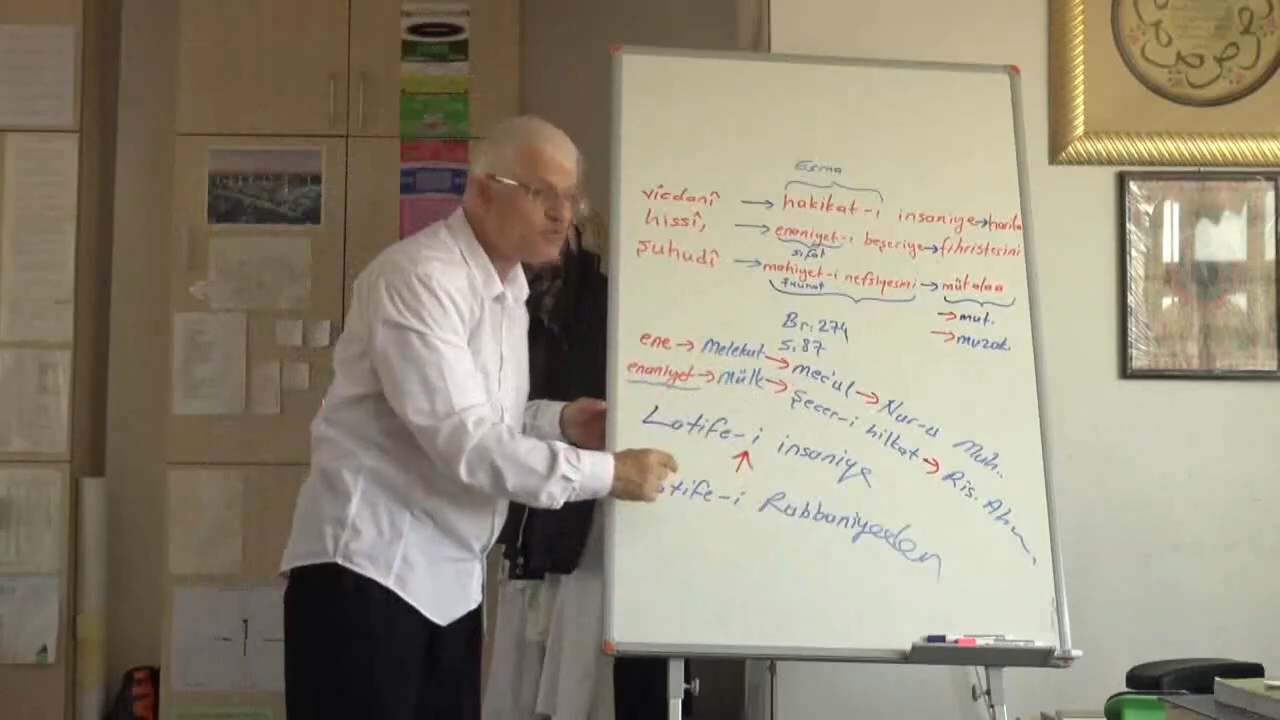 Esma
vicdanî → hakikat-i insaniye → harita
hissî, → enaniyet-i beşeriye → fihristesini
sıfat
şuhudî → mahiyet-i nefsiyesini → mütalaa
şuunat
→ mut.
→ muzak.
Br: 274
S. 87
ene → Melekut → mec'ul → Nur-u Muh..
enaniyet → Mülk → Şecer-i hilkat → Ris. Ahm.
Latife-i insaniye
↑
Latife-i Rabbaniyeden